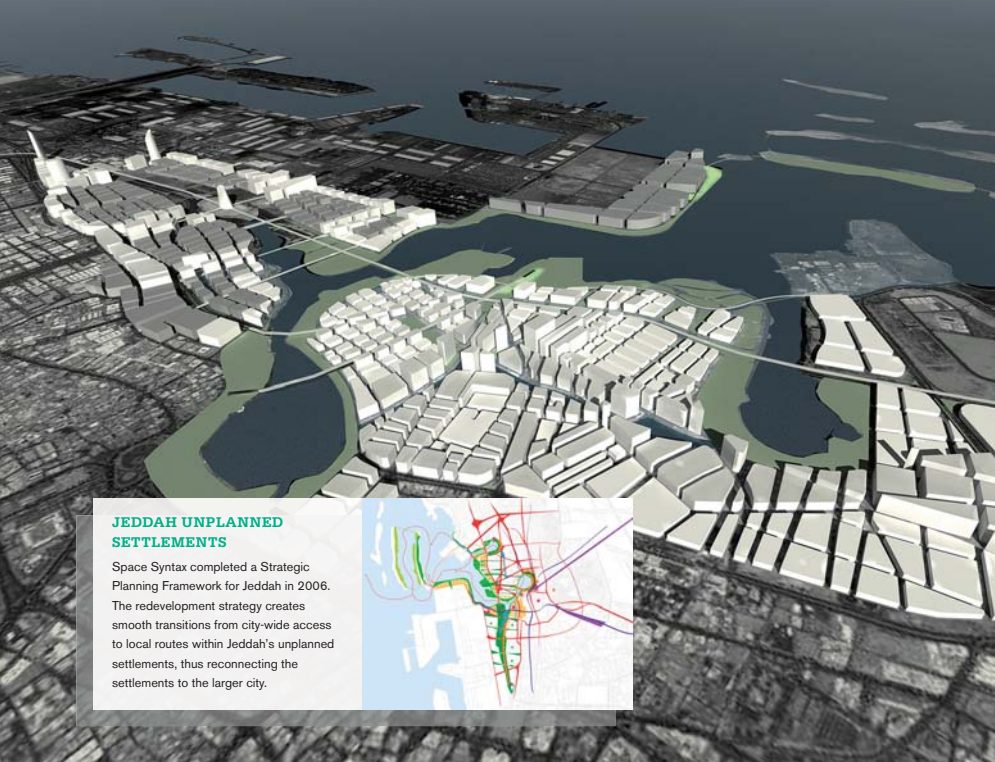 JEDDAH UNPLANNED
SETTLEMENTS
Space Syntax completed a Strategic
Planning Framework for Jeddah in 2006.
The redevelopment strategy creates
smooth transitions from city-wide access
to local routes within Jeddah's unplanned
settlements, thus reconnecting the
settlements to the larger city.